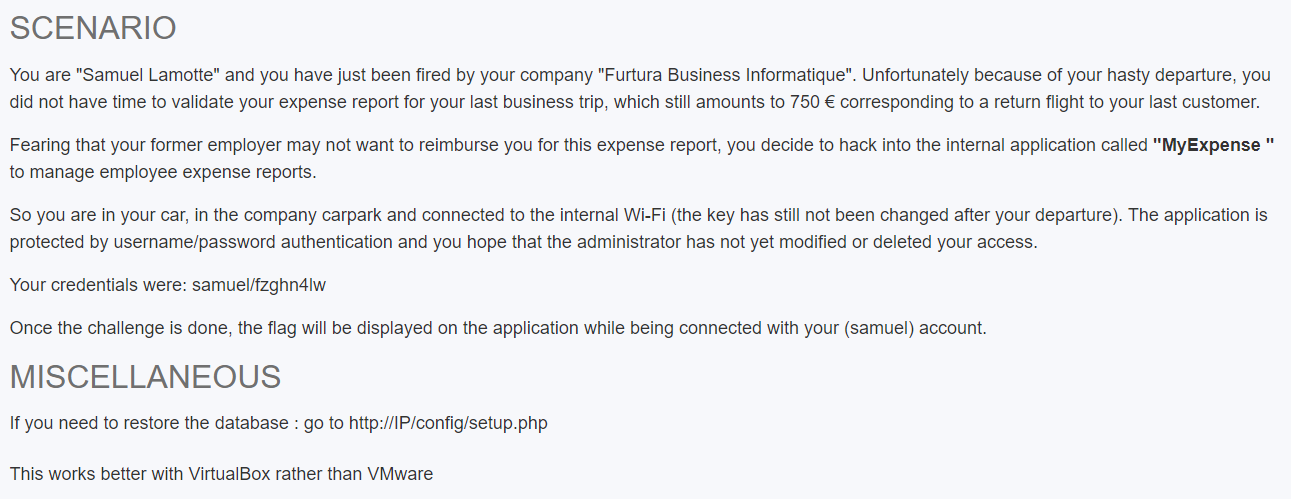 SCENARIO
You are "Samuel Lamotte" and you have just been fired by your company "Furtura Business Informatique". Unfortunately because of your hasty departure, you
did not have time to validate your expense report for your last business trip, which still amounts to 750 € corresponding to a return flight to your last customer.
Fearing that your former employer may not want to reimburse you for this expense report, you decide to hack into the internal application called "MyExpense "
to manage employee expense reports.
So you are in your car, in the company carpark and connected to the internal Wi-Fi (the key has still not been changed after your departure). The application is
protected by username/password authentication and you hope that the administrator has not yet modified or deleted your access.
Your credentials were: samuel/fzghn4lw
Once the challenge is done, the flag will be displayed on the application while being connected with your (samuel) account.
MISCELLANEOUS
If you need to restore the database : go to http://IP/config/setup.php
This works better with VirtualBox rather than VMware